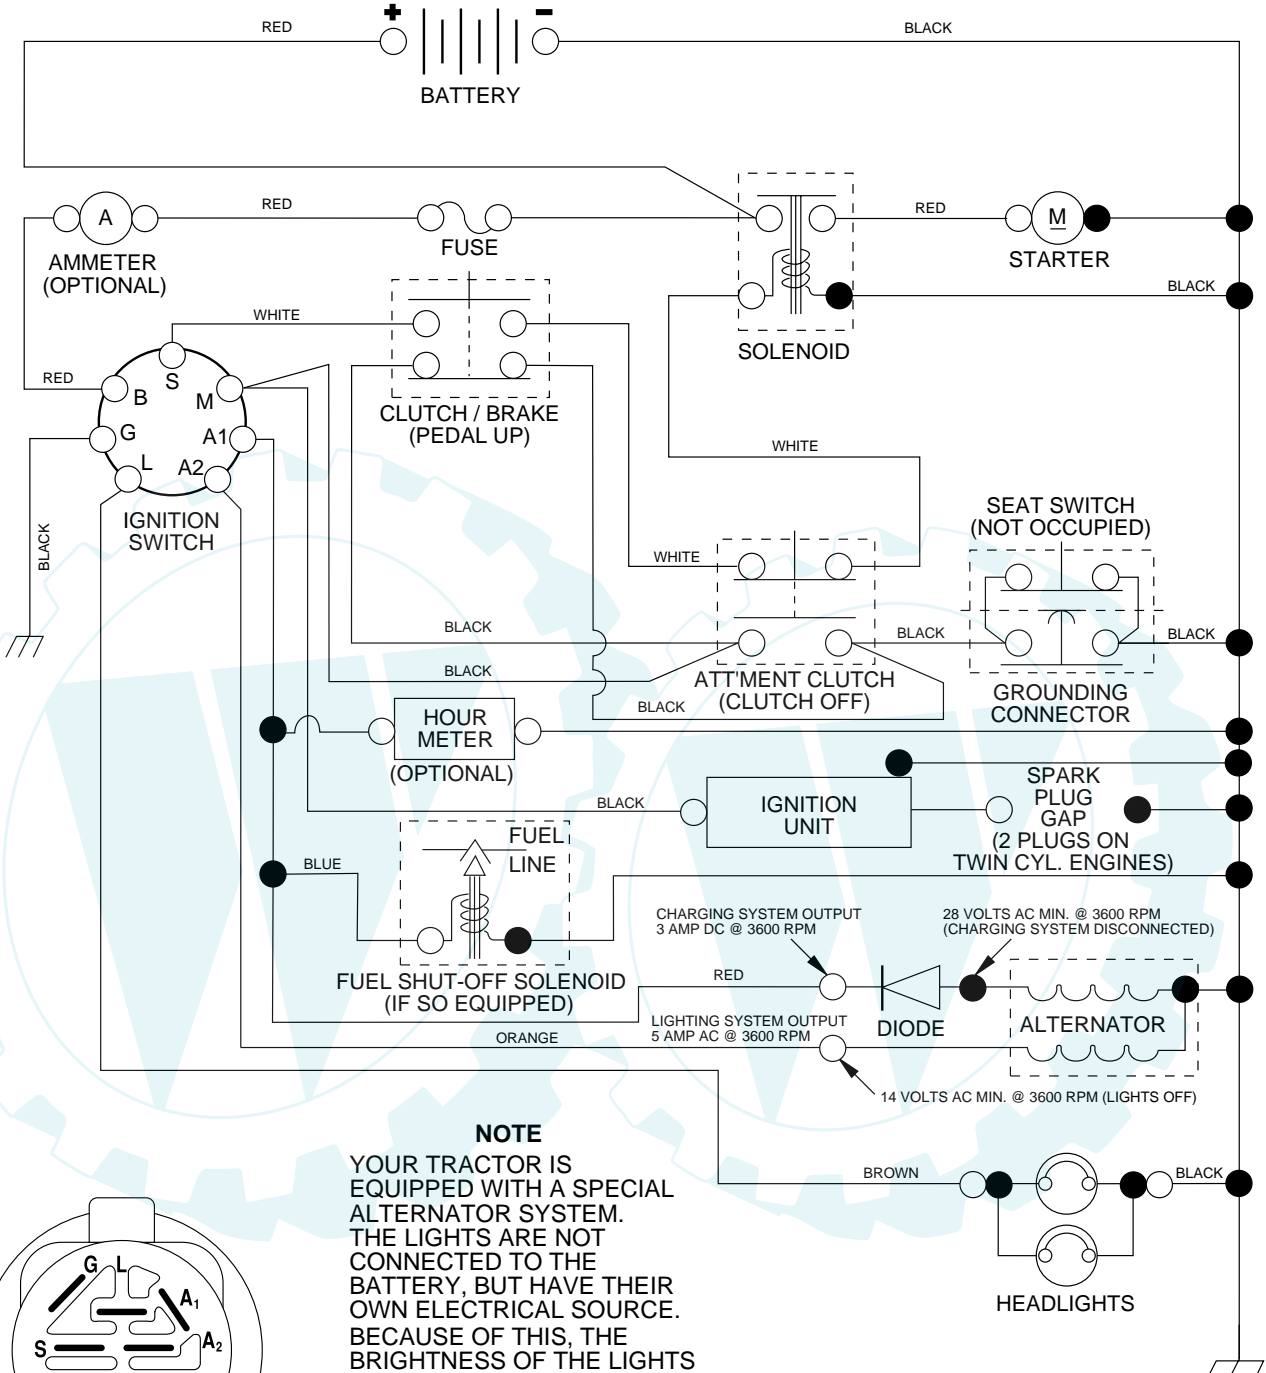 + -
RED
BLACK
BATTERY
A
RED
FUSE
RED
M
STARTER
AMMETER
(OPTIONAL)
BLACK
WHITE
SOLENOID
RED
S
B
M
G
A1
L
A2
CLUTCH / BRAKE
(PEDAL UP)
WHITE
IGNITION
SWITCH
BLACK
SEAT SWITCH
(NOT OCCUPIED)
WHITE
BLACK
BLACK
BLACK
BLACK
ATT'MENT CLUTCH
(CLUTCH OFF)
GROUNDING
CONNECTOR
BLACK
HOUR
METER
(OPTIONAL)
BLACK
IGNITION
UNIT
SPARK
PLUG
GAP
(2 PLUGS ON
TWIN CYL. ENGINES)
FUEL
LINE
BLUE
CHARGING SYSTEM OUTPUT
3 AMP DC @ 3600 RPM
28 VOLTS AC MIN. @ 3600 RPM
(CHARGING SYSTEM DISCONNECTED)
FUEL SHUT-OFF SOLENOID
(IF SO EQUIPPED)
RED
LIGHTING SYSTEM OUTPUT
5 AMP AC @ 3600 RPM
DIODE
ALTERNATOR
ORANGE
14 VOLTS AC MIN. @ 3600 RPM (LIGHTS OFF)
NOTE
YOUR TRACTOR IS
EQUIPPED WITH A SPECIAL
ALTERNATOR SYSTEM.
THE LIGHTS ARE NOT
CONNECTED TO THE
BATTERY, BUT HAVE THEIR
OWN ELECTRICAL SOURCE.
BECAUSE OF THIS, THE
BRIGHTNESS OF THE LIGHTS
BROWN
BLACK
HEADLIGHTS
G L
A1
S
A2